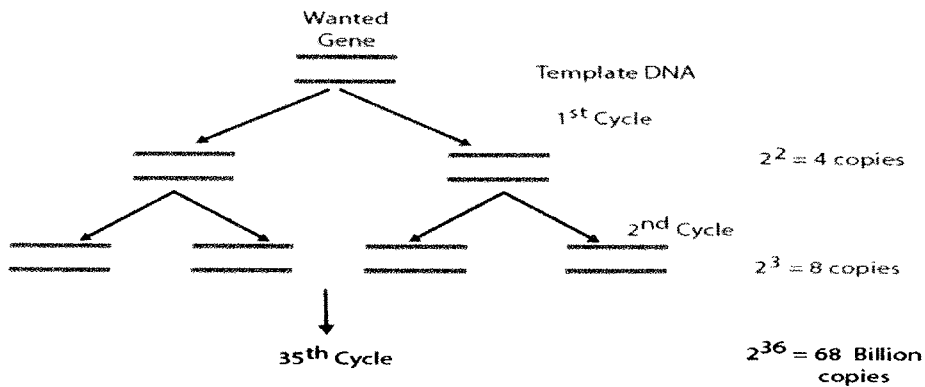 Wanted
Gene
Template DNA
1st Cycle
2² = 4 copies
2nd Cycle
2³ = 8 copies
35th Cycle
2³⁶ = 68 Billion
copies